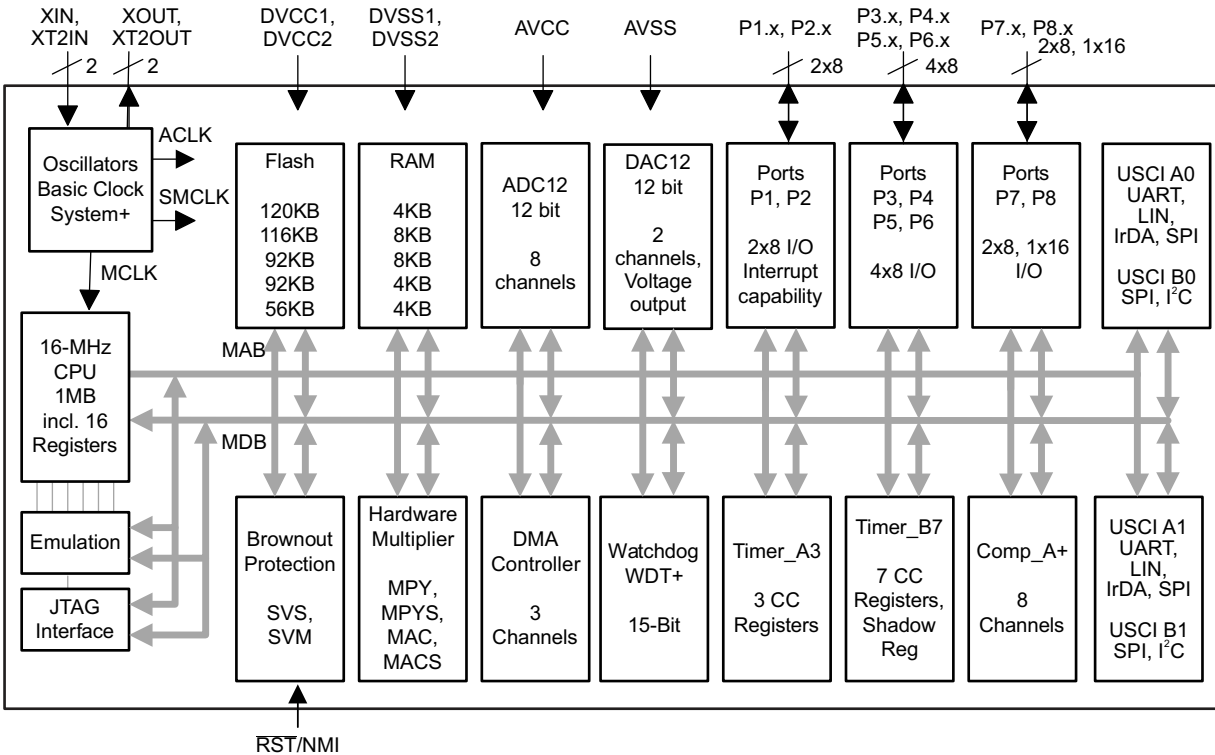 XIN,
XT2IN
XOUT,
XT2OUT
DVCC1,
DVCC2
DVSS1,
DVSS2
AVCC
AVSS
P1.x, P2.x
P3.x, P4.x
P5.x, P6.x
P7.x, P8.x
2x8, 1x16
2
2
2x8
4x8
ACLK
SMCLK
MCLK
Oscillators
Basic Clock
System+
Flash
120KB
116KB
92KB
92KB
56KB
RAM
4KB
8KB
8KB
4KB
4KB
ADC12
12 bit
8
channels
DAC12
12 bit
2
channels,
Voltage
output
Ports
P1, P2
2x8 I/O
Interrupt
capability
Ports
P3, P4
P5, P6
4x8 I/O
Ports
P7, P8
2x8, 1x16
I/O
USCI A0
UART,
LIN,
IrDA, SPI
USCI B0
SPI, I²C
16-MHz
CPU
1MB
incl. 16
Registers
MAB
MDB
Emulation
JTAG
Interface
Brownout
Protection
SVS,
SVM
Hardware
Multiplier
MPY,
MPYS,
MAC,
MACS
DMA
Controller
3
Channels
Watchdog
WDT+
15-Bit
Timer_A3
3 CC
Registers
Timer_B7
7 CC
Registers,
Shadow
Reg
Comp_A+
8
Channels
USCI A1
UART,
LIN,
IrDA, SPI
USCI B1
SPI, I²C
RST/NMI